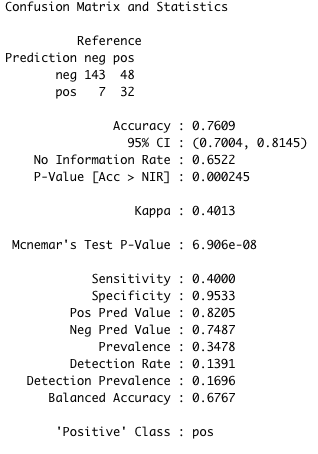 Confusion Matrix and Statistics
Reference
Prediction neg pos
neg 143 48
pos 7 32
Accuracy : 0.7609
95% CI : (0.7004, 0.8145)
No Information Rate : 0.6522
P-Value [Acc > NIR] : 0.000245
Kappa : 0.4013
Mcnemar's Test P-Value : 6.906e-08
Sensitivity : 0.4000
Specificity : 0.9533
Pos Pred Value : 0.8205
Neg Pred Value : 0.7487
Prevalence : 0.3478
Detection Rate : 0.1391
Detection Prevalence : 0.1696
Balanced Accuracy : 0.6767
'Positive' Class : pos